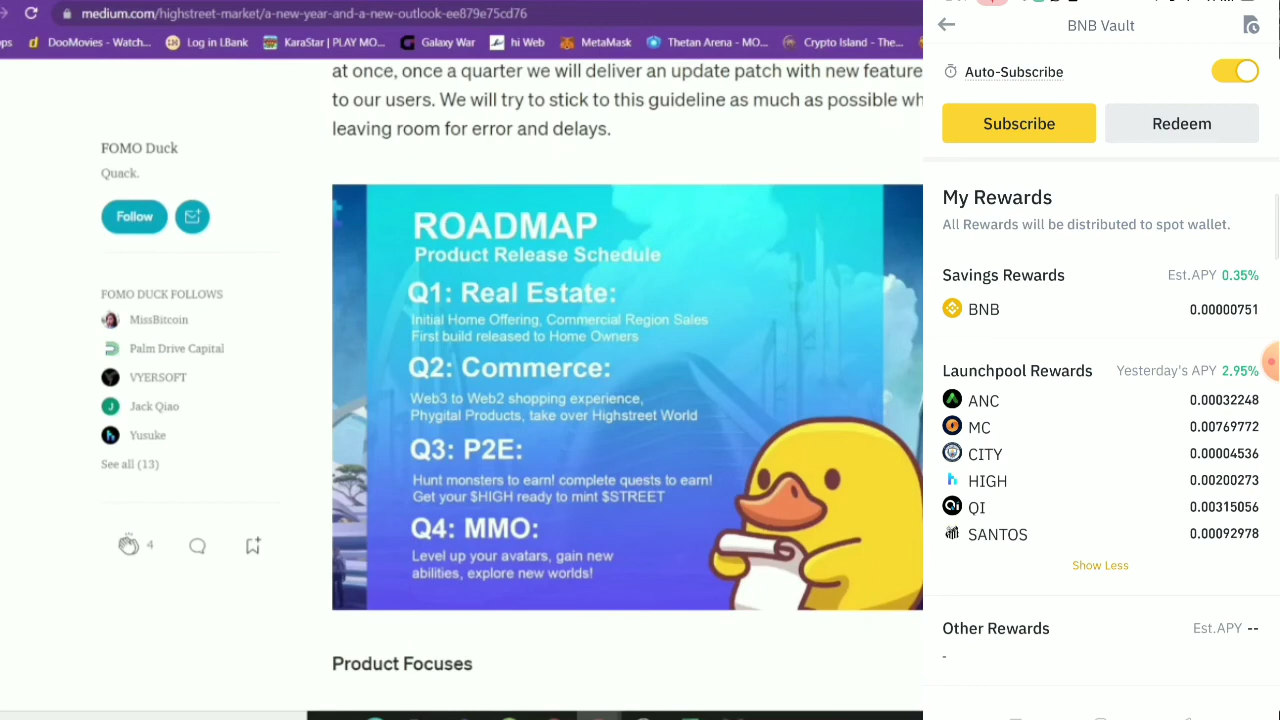 medium.com/highstreet-market/a-new-year-and-a-new-outlook-ee879e75cd76
ps DooMovies - Watch... Log in LBank KaraStar | PLAY MO... Galaxy War hi Web MetaMask Thetan Arena - MO... Crypto Island - The...
at once, once a quarter we will deliver an update patch with new feature
to our users. We will try to stick to this guideline as much as possible wh
leaving room for error and delays.
FOMO Duck
Quack.
Follow
FOMO DUCK FOLLOWS
MissBitcoin
Palm Drive Capital
VYERSOFT
Jack Qiao
Yusuke
See all (13)
4
ROADMAP
Product Release Schedule
Q1: Real Estate:
Initial Home Offering, Commercial Region Sales
First build released to Home Owners
Q2: Commerce:
Web3 to Web2 shopping experience,
Phygital Products, take over Highstreet World
Q3: P2E:
Hunt monsters to earn! complete quests to earn!
Get your $HIGH ready to mint $STREET
Q4: MMO:
Level up your avatars, gain new
abilities, explore new worlds!
Product Focuses
BNB Vault
Auto-Subscribe
Subscribe Redeem
My Rewards
All Rewards will be distributed to spot wallet.
Savings Rewards Est.APY 0.35%
BNB 0.00000751
Launchpool Rewards Yesterday's APY 2.95%
ANC 0.00032248
MC 0.00769772
CITY 0.00004536
HIGH 0.00200273
QI 0.00315056
SANTOS 0.00092978
Show Less
Other Rewards Est.APY --
-